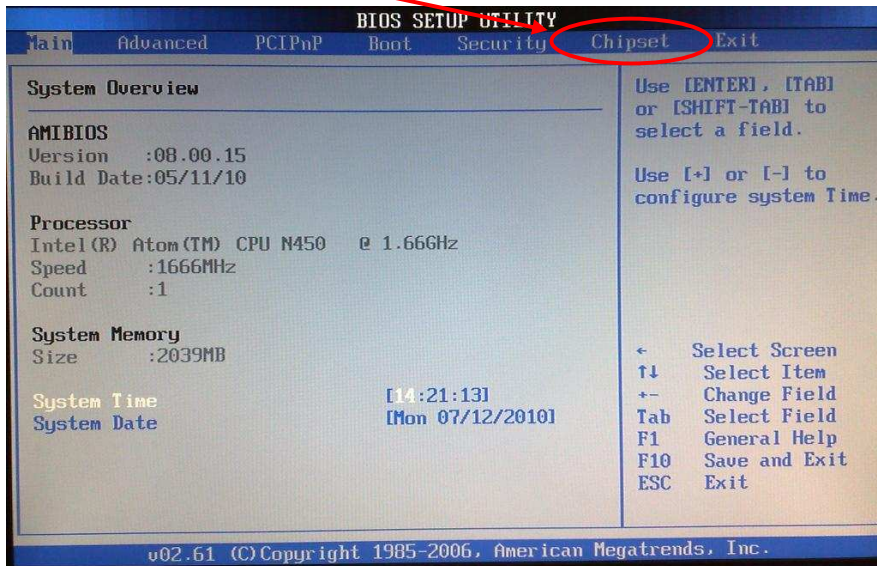 BIOS SETUP UTILITY
Main Advanced PCIPnP Boot Security Chipset Exit
System Overview
AMIBIOS
Version :08.00.15
Build Date:05/11/10
Processor
Intel(R) Atom(TM) CPU N450 @ 1.66GHz
Speed :1666MHz
Count :1
System Memory
Size :2039MB
System Time [14:21:13]
System Date [Mon 07/12/2010]
Use [ENTER], [TAB]
or [SHIFT-TAB] to
select a field.
Use [+] or [-] to
configure system Time.
← Select Screen
↑↓ Select Item
+- Change Field
Tab Select Field
F1 General Help
F10 Save and Exit
ESC Exit
v02.61 (C)Copyright 1985-2006, American Megatrends, Inc.